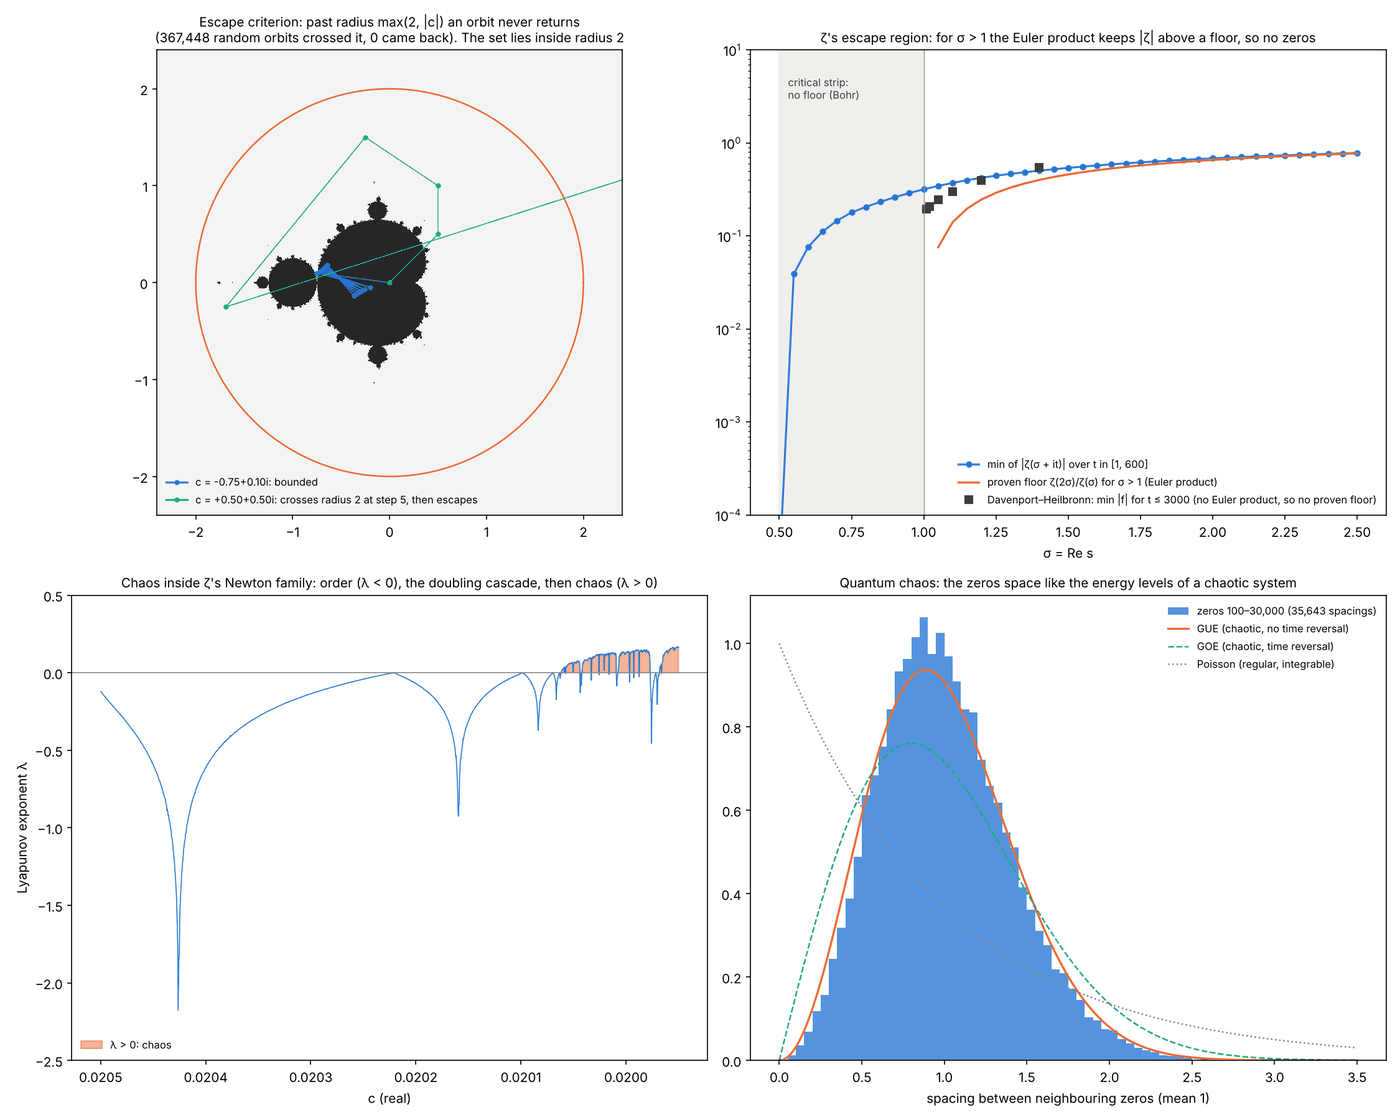 Escape criterion: past radius max(2, |c|) an orbit never returns
(367,448 random orbits crossed it, 0 came back). The set lies inside radius 2
2
1
0
−1
−2
−2
−1
0
1
2
c = -0.75+0.10i: bounded
c = +0.50+0.50i: crosses radius 2 at step 5, then escapes
ζ's escape region: for σ > 1 the Euler product keeps |ζ| above a floor, so no zeros
10¹
10⁰
10⁻¹
10⁻²
10⁻³
10⁻⁴
critical strip:
no floor (Bohr)
min of |ζ(σ + it)| over t in [1, 600]
proven floor ζ(2σ)/ζ(σ) for σ > 1 (Euler product)
Davenport–Heilbronn: min |f| for t ≤ 3000 (no Euler product, so no proven floor)
0.50
0.75
1.00
1.25
1.50
1.75
2.00
2.25
2.50
σ = Re s
Chaos inside ζ's Newton family: order (λ < 0), the doubling cascade, then chaos (λ > 0)
Lyapunov exponent λ
0.5
0.0
−0.5
−1.0
−1.5
−2.0
−2.5
λ > 0: chaos
0.0205
0.0204
0.0203
0.0202
0.0201
0.0200
c (real)
Quantum chaos: the zeros space like the energy levels of a chaotic system
1.0
0.8
0.6
0.4
0.2
0.0
zeros 100–30,000 (35,643 spacings)
GUE (chaotic, no time reversal)
GOE (chaotic, time reversal)
Poisson (regular, integrable)
0.0
0.5
1.0
1.5
2.0
2.5
3.0
3.5
spacing between neighbouring zeros (mean 1)